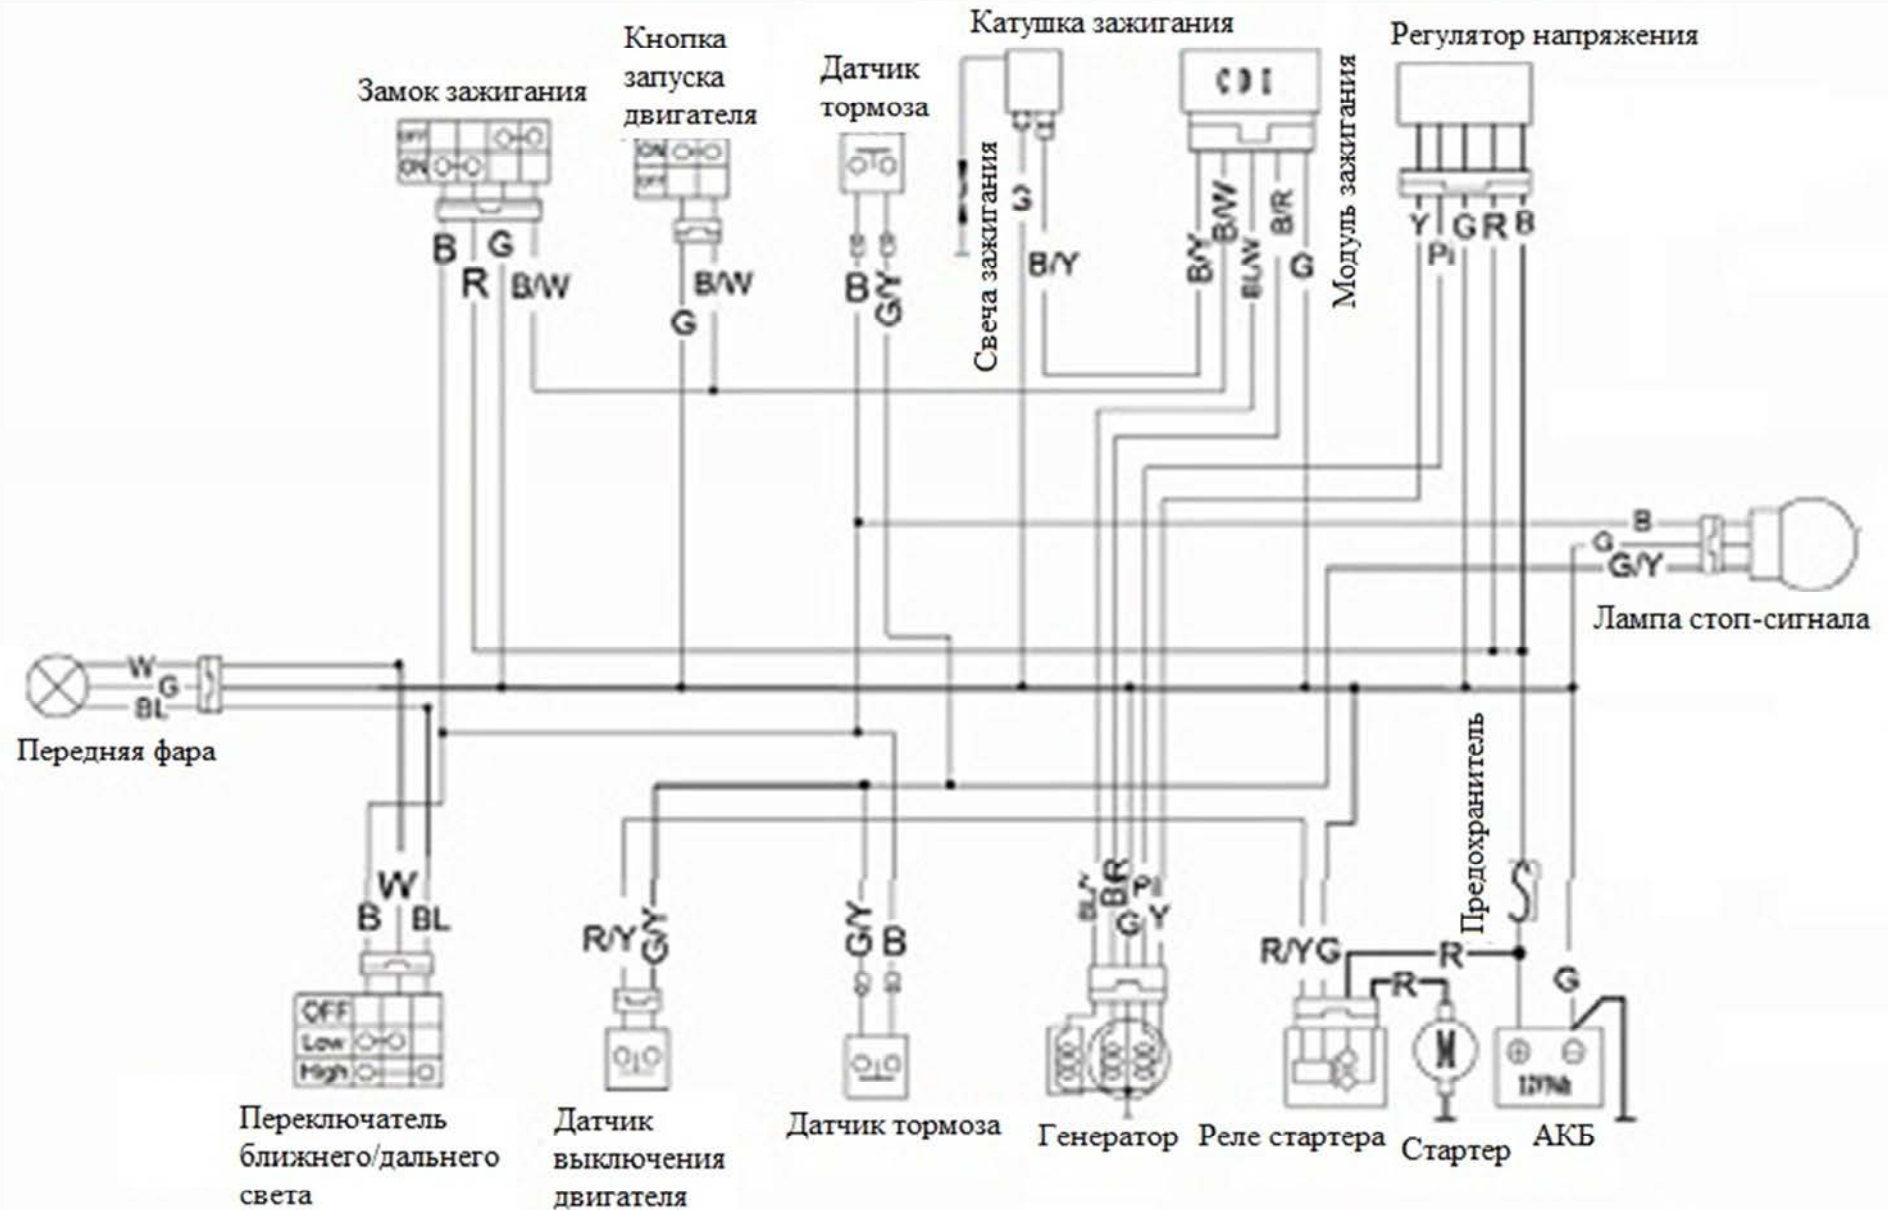 Катушка зажигания
Регулятор напряжения
Кнопка
запуска
двигателя
Датчик
тормоза
Замок зажигания
CDI
Модуль зажигания
Свеча зажигания
OFF
ON
ON
OFF
B
R
G
B/W
G
B/W
B
G/Y
G
B/Y
B/Y
B/W
BL/W
B/R
G
Y
Pi
G
R
B
B
G
G/Y
Лампа стоп-сигнала
W
G
BL
Передняя фара
Предохранитель
B
W
BL
R/Y
G/Y
G/Y
B
G
Pi
Y
R/Y
G
R
R
G
OFF
Low
High
M
Переключатель
ближнего/дальнего
света
Датчик
выключения
двигателя
Датчик тормоза
Генератор
Реле стартера
Стартер
АКБ